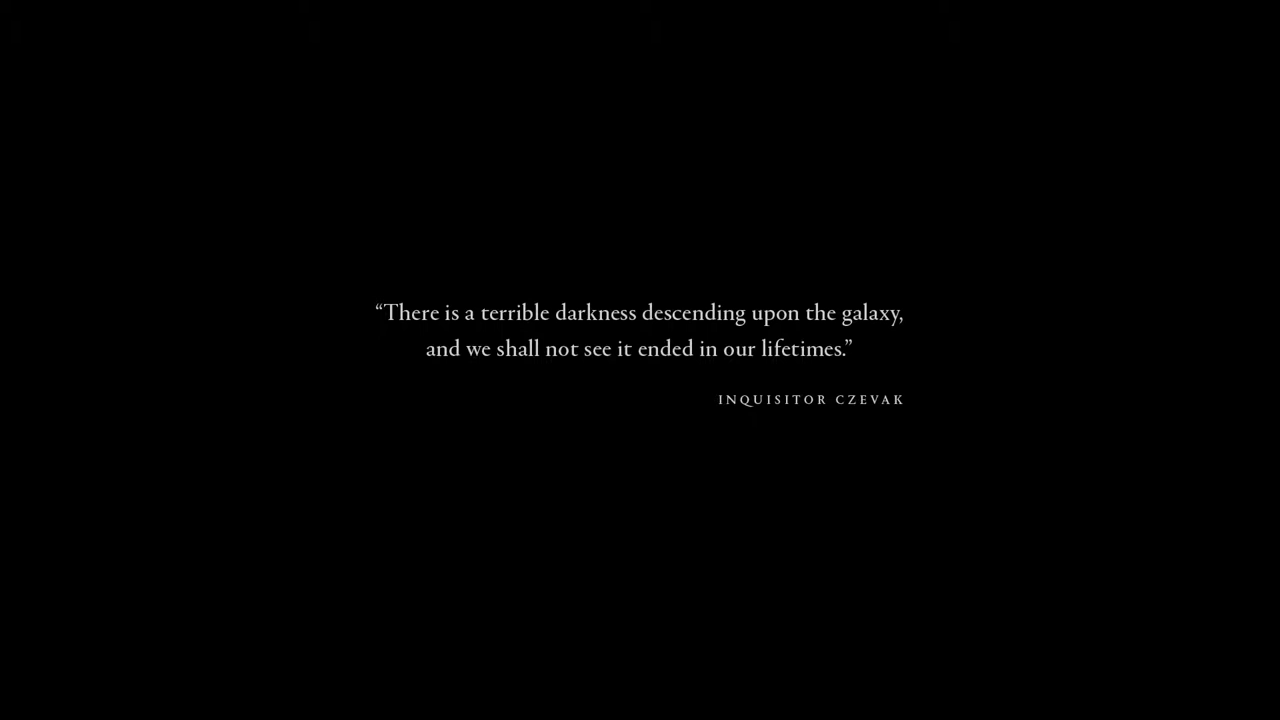 “There is a terrible darkness descending upon the galaxy,
and we shall not see it ended in our lifetimes.”
INQUISITOR CZEVAK